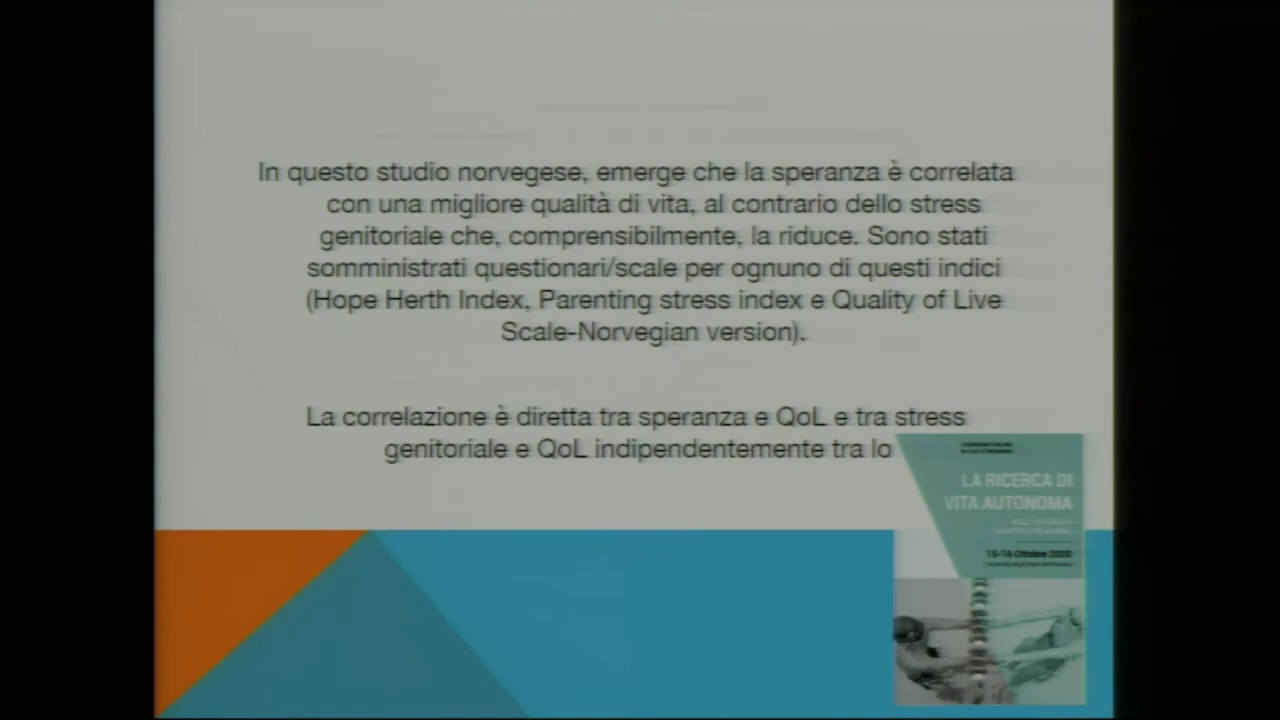 In questo studio norvegese, emerge che la speranza è correlata
con una migliore qualità di vita, al contrario dello stress
genitoriale che, comprensibilmente, la riduce. Sono stati
somministrati questionari/scale per ognuno di questi indici
(Hope Herth Index, Parenting stress index e Quality of Live
Scale-Norvegian version).
La correlazione è diretta tra speranza e QoL e tra stress
genitoriale e QoL indipendentemente tra lo
LA RICERCA DI
VITA AUTONOMA
15-16 Ottobre 2020